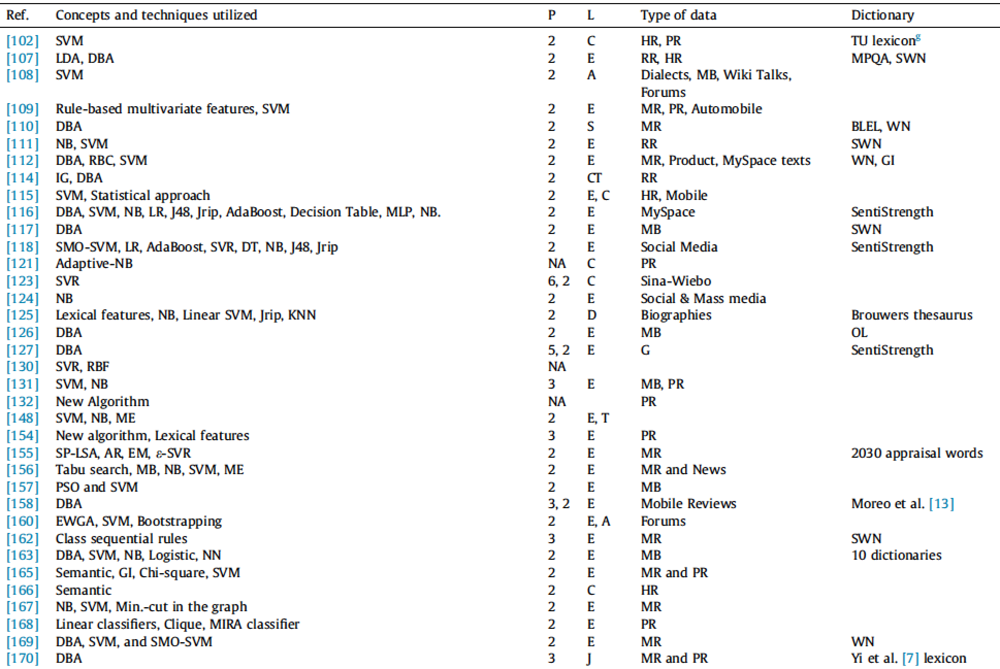 Ref. Concepts and techniques utilized P L Type of data Dictionary
[102] SVM 2 C HR, PR TU lexicong
[107] LDA, DBA 2 E RR, HR MPQA, SWN
[108] SVM 2 A Dialects, MB, Wiki Talks,
Forums
[109] Rule-based multivariate features, SVM 2 E MR, PR, Automobile
[110] DBA 2 S MR BLEL, WN
[111] NB, SVM 2 E RR SWN
[112] DBA, RBC, SVM 2 E MR, Product, MySpace texts WN, GI
[114] IG, DBA 2 CT RR
[115] SVM, Statistical approach 2 E, C HR, Mobile
[116] DBA, SVM, NB, LR, J48, Jrip, AdaBoost, Decision Table, MLP, NB. 2 E MySpace SentiStrength
[117] DBA 2 E MB SWN
[118] SMO-SVM, LR, AdaBoost, SVR, DT, NB, J48, Jrip 2 E Social Media SentiStrength
[121] Adaptive-NB NA C PR
[123] SVR 6, 2 C Sina-Wiebo
[124] NB 2 E Social & Mass media
[125] Lexical features, NB, Linear SVM, Jrip, KNN 2 D Biographies Brouwers thesaurus
[126] DBA 2 E MB OL
[127] DBA 5, 2 E G SentiStrength
[130] SVR, RBF NA
[131] SVM, NB 3 E MB, PR
[132] New Algorithm NA PR
[148] SVM, NB, ME 2 E, T
[154] New algorithm, Lexical features 3 E PR
[155] SP-LSA, AR, EM, ε-SVR 2 E MR 2030 appraisal words
[156] Tabu search, MB, NB, SVM, ME 2 E MR and News
[157] PSO and SVM 2 E MB
[158] DBA 3, 2 E Mobile Reviews Moreo et al. [13]
[160] EWGA, SVM, Bootstrapping 2 E, A Forums
[162] Class sequential rules 3 E MR SWN
[163] DBA, SVM, NB, Logistic, NN 2 E MB 10 dictionaries
[165] Semantic, GI, Chi-square, SVM 2 E MR and PR
[166] Semantic 2 C HR
[167] NB, SVM, Min.-cut in the graph 2 E MR
[168] Linear classifiers, Clique, MIRA classifier 2 E PR
[169] DBA, SVM, and SMO-SVM 2 E MR WN
[170] DBA 3 J MR and PR Yi et al. [7] lexicon